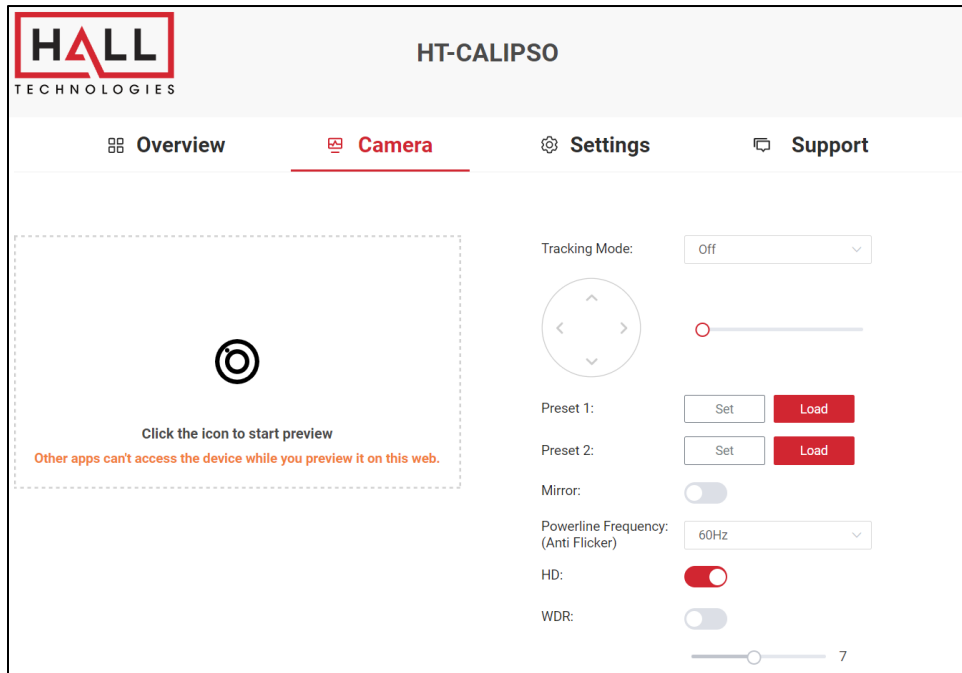 HALL
TECHNOLOGIES
HT-CALIPSO
Overview
Camera
Settings
Support
Click the icon to start preview
Other apps can't access the device while you preview it on this web.
Tracking Mode: Off
Preset 1: Set Load
Preset 2: Set Load
Mirror:
Powerline Frequency: 60Hz
(Anti Flicker)
HD:
WDR:
7